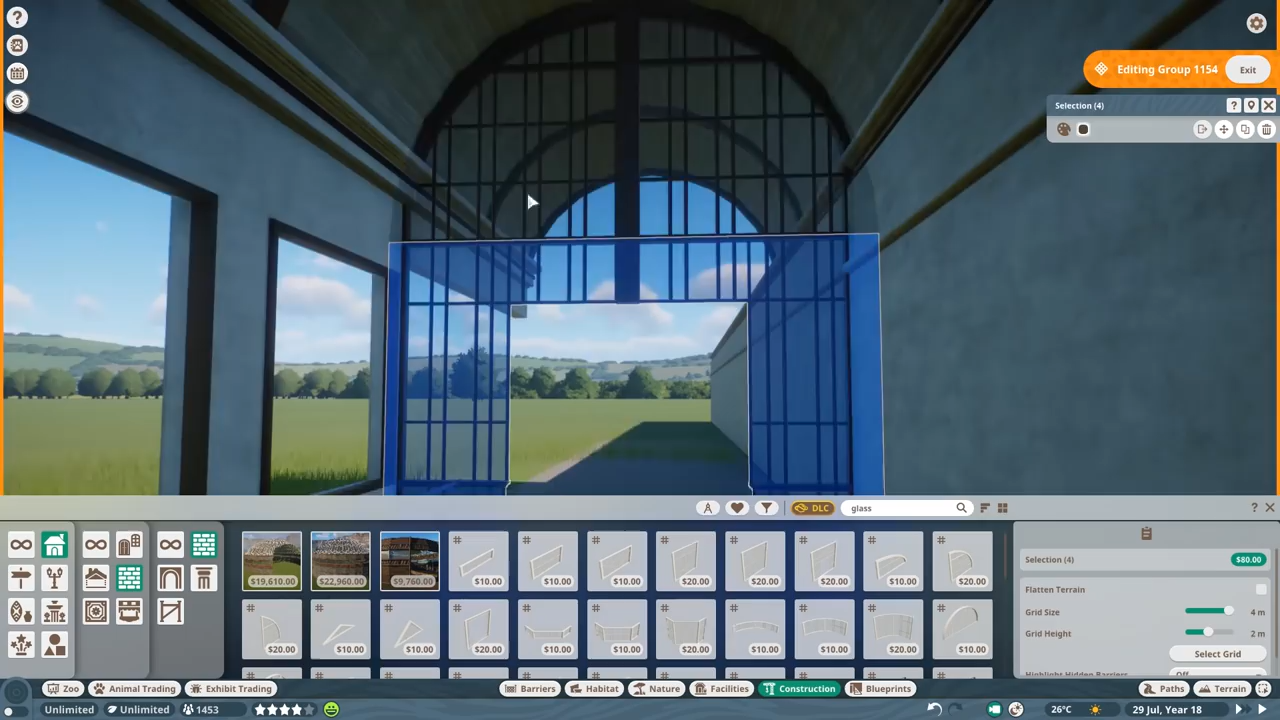 Editing Group 1154
Exit
Selection (4)
?
DLC
glass
? ×
$19,610.00
$22,960.00
$9,760.00
$10.00
$10.00
$10.00
$20.00
$20.00
$20.00
$10.00
$20.00
$20.00
$10.00
$10.00
$20.00
$10.00
$10.00
$20.00
$10.00
$10.00
$20.00
$10.00
Selection (4)
$80.00
Flatten Terrain
Grid Size
4 m
Grid Height
2 m
Select Grid
Highlight Hidden Barriers
Off
Zoo
Animal Trading
Exhibit Trading
Barriers
Habitat
Nature
Facilities
Construction
Blueprints
Paths
Terrain
Unlimited
Unlimited
1453
26°C
29 Jul, Year 18